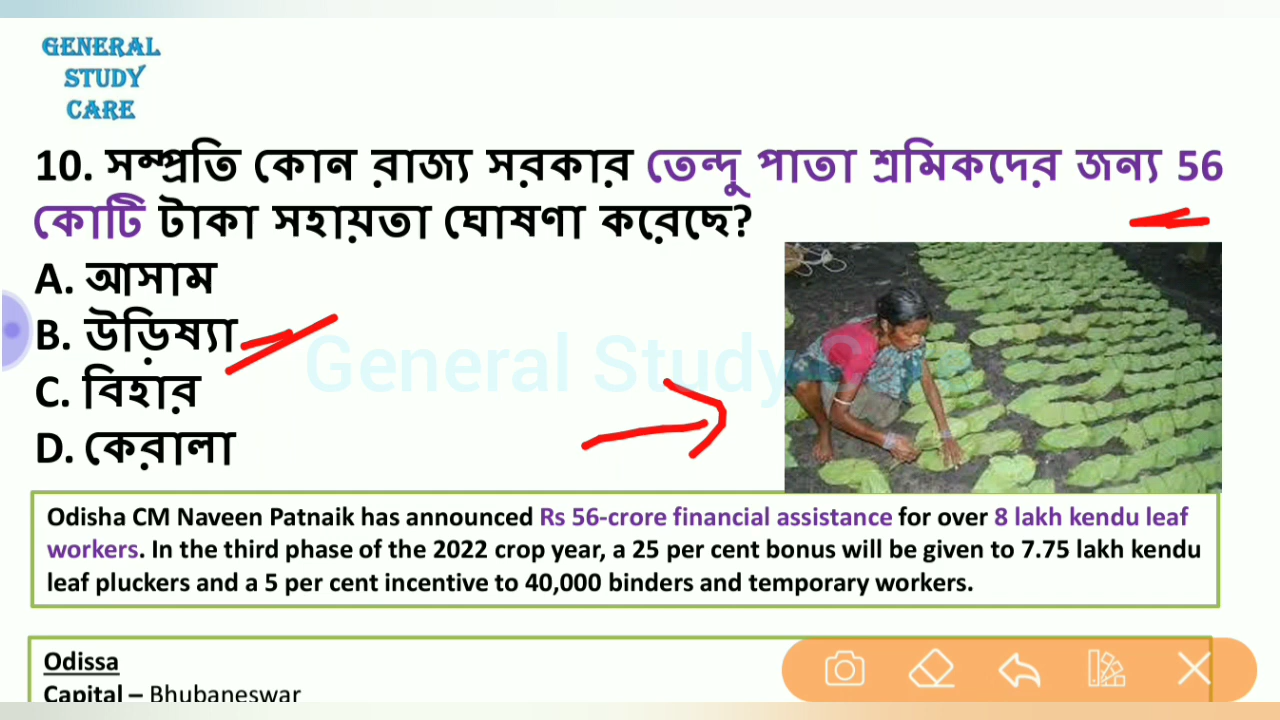 GENERAL
STUDY
CARE
10. সম্প্রতি কোন রাজ্য সরকার তেন্দু পাতা শ্রমিকদের জন্য 56
কোটি টাকা সহায়তা ঘোষণা করেছে?
A. আসাম
B. উড়িষ্যা
C. বিহার
D. কেরালা
General Study Care
Odisha CM Naveen Patnaik has announced Rs 56-crore financial assistance for over 8 lakh kendu leaf
workers. In the third phase of the 2022 crop year, a 25 per cent bonus will be given to 7.75 lakh kendu
leaf pluckers and a 5 per cent incentive to 40,000 binders and temporary workers.
Odissa
Capital – Bhubaneswar